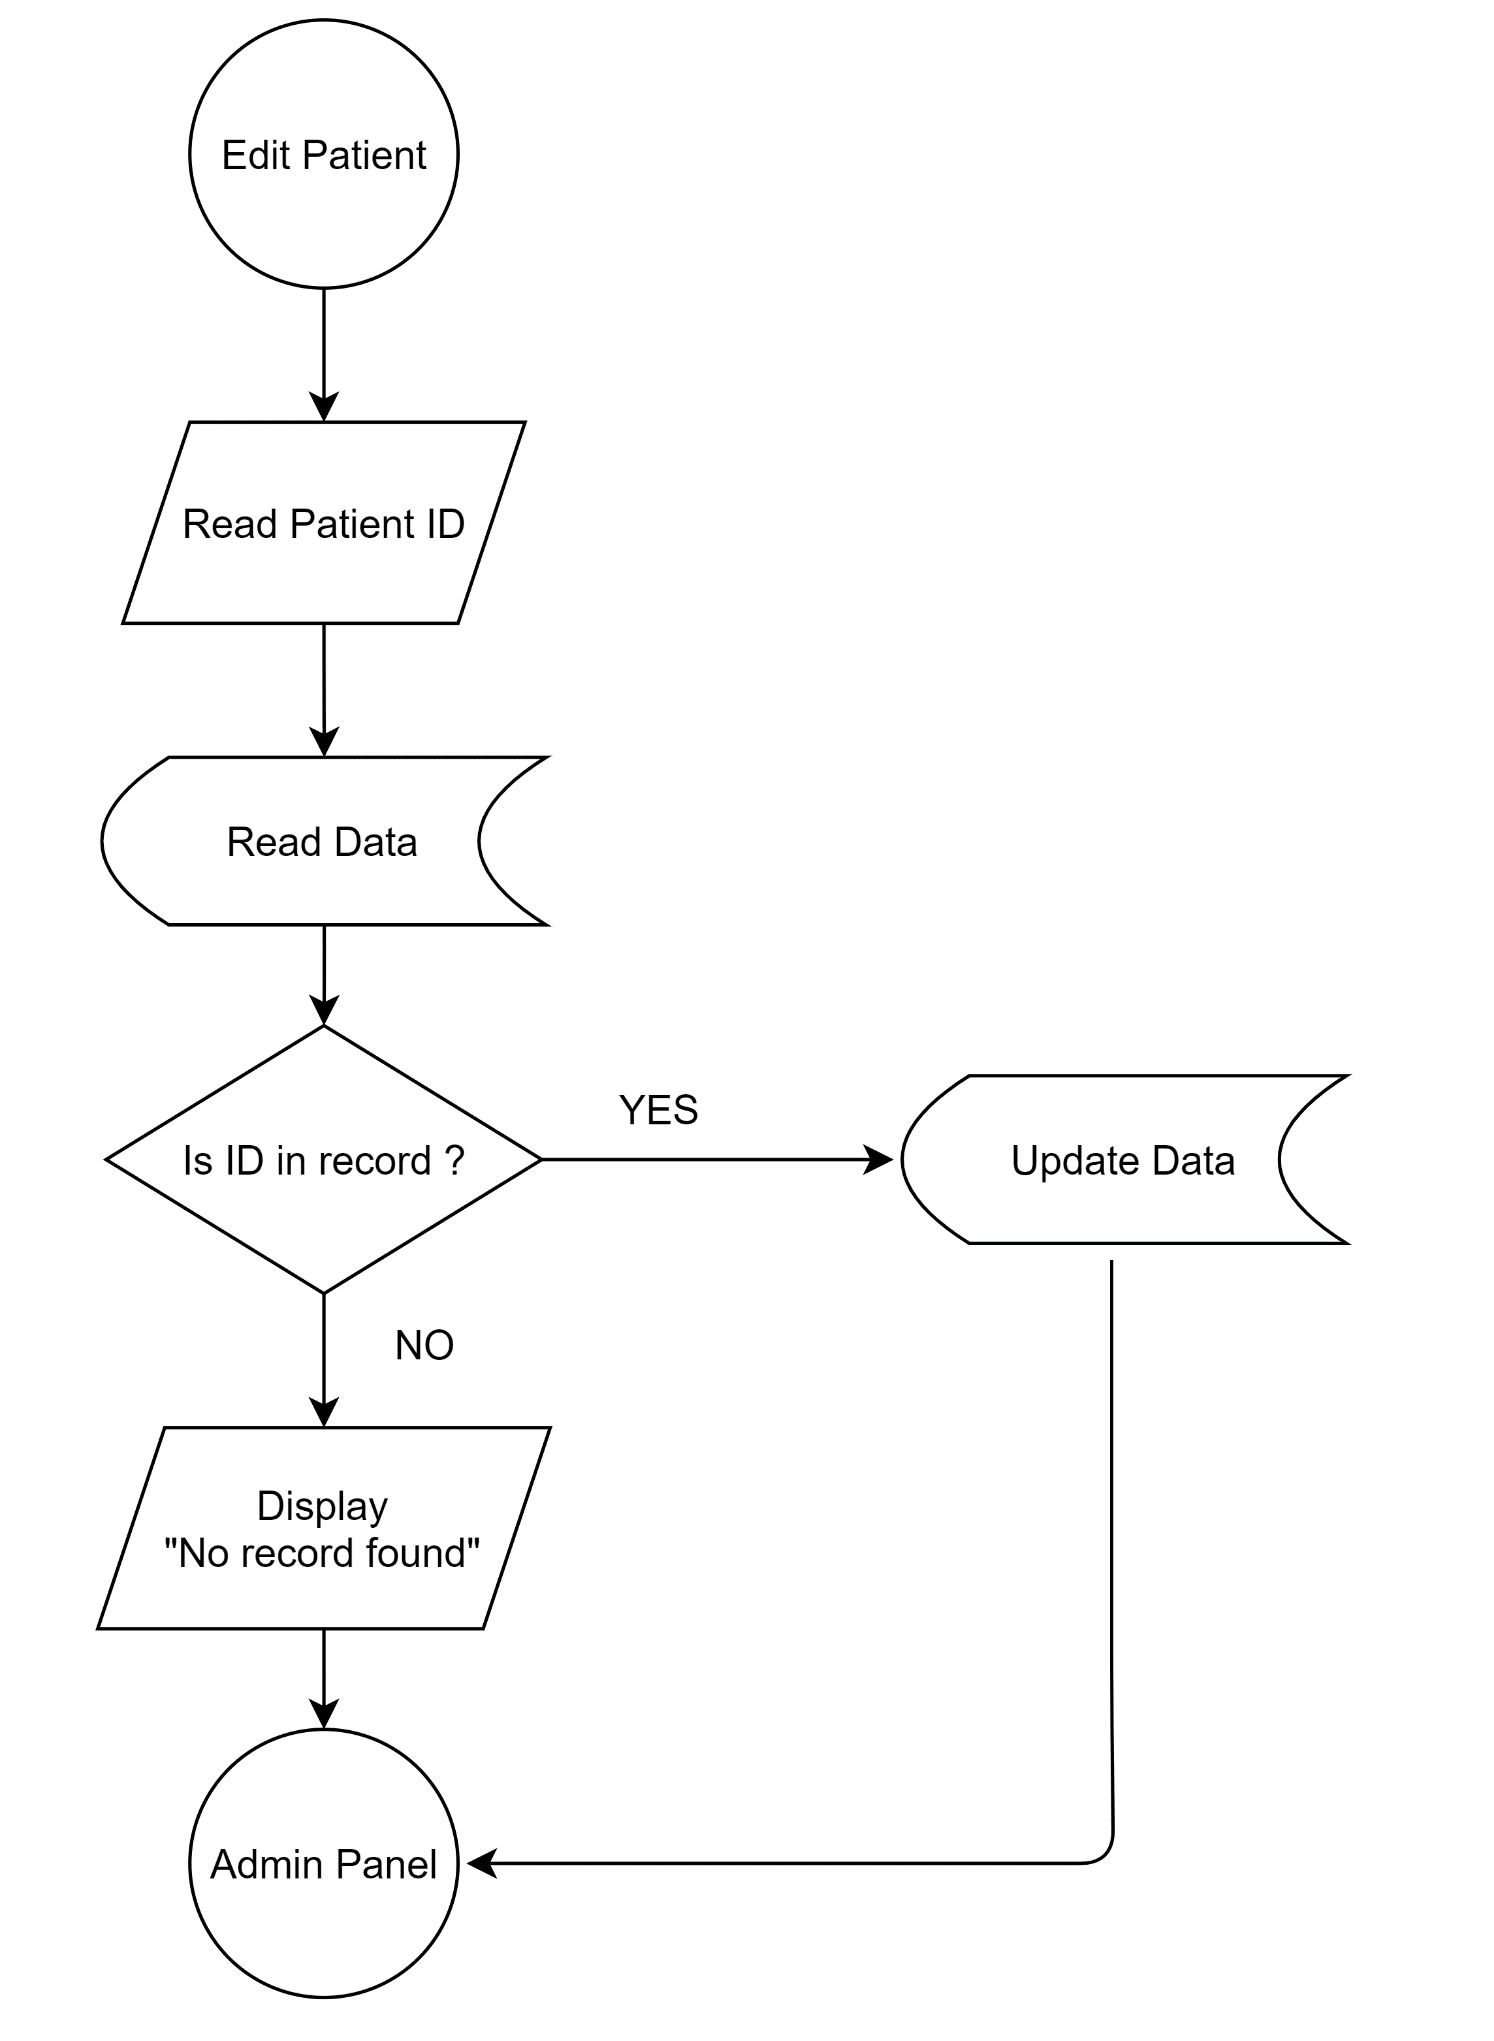 Edit Patient
Read Patient ID
Read Data
Is ID in record ?
YES
Update Data
NO
Display
"No record found"
Admin Panel